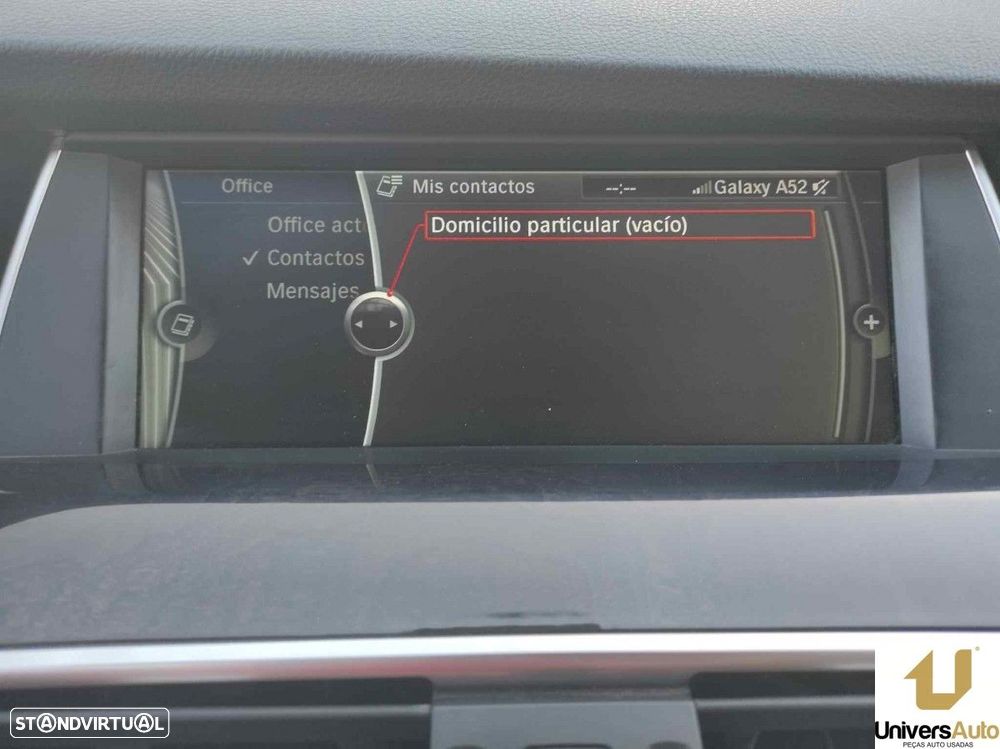 Office
Mis contactos
--:--
Galaxy A52
Office act
Domicilio particular (vacío)
Contactos
Mensajes
STANDVIRTUAL
UniversAuto
PEÇAS AUTO USADAS